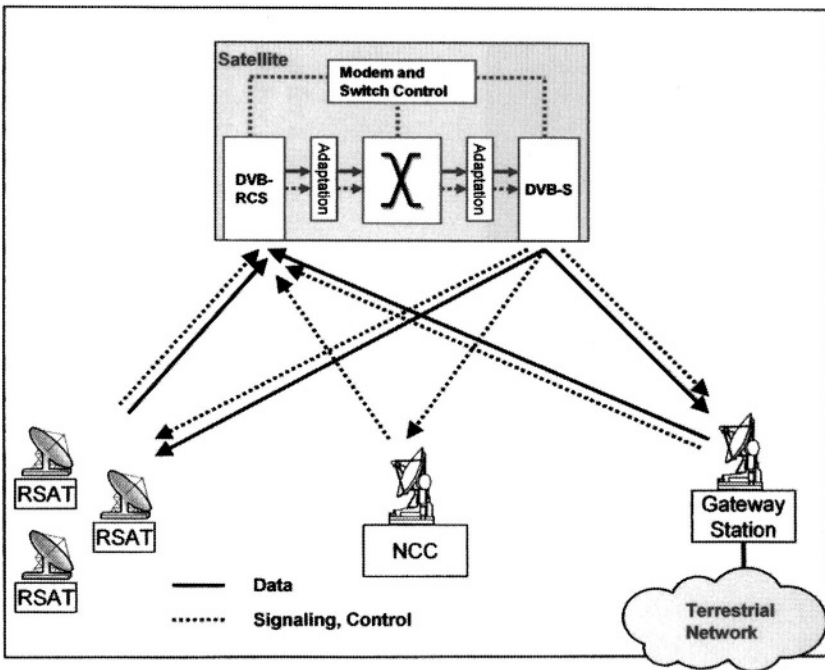 Satellite
Modem and
Switch Control
DVB-
RCS
Adaptation
Adaptation
DVB-S
RSAT
RSAT
RSAT
NCC
Gateway
Station
Data
Signaling, Control
Terrestrial
Network